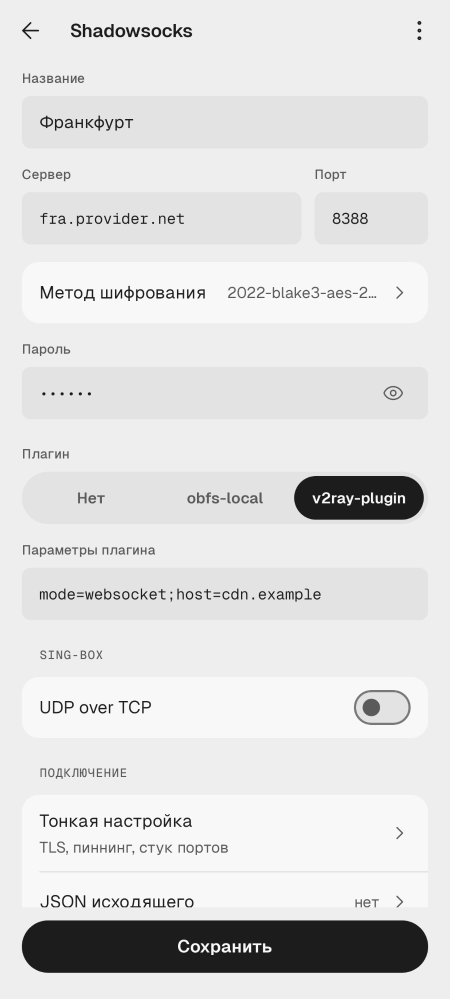 Shadowsocks
Название
Франкфурт
Сервер
Порт
fra.provider.net
8388
Метод шифрования
2022-blake3-aes-2…
Пароль
••••••
Плагин
Нет
obfs-local
v2ray-plugin
Параметры плагина
mode=websocket;host=cdn.example
SING-BOX
UDP over TCP
ПОДКЛЮЧЕНИЕ
Тонкая настройка
TLS, пиннинг, стук портов
JSON исходящего
нет
Сохранить